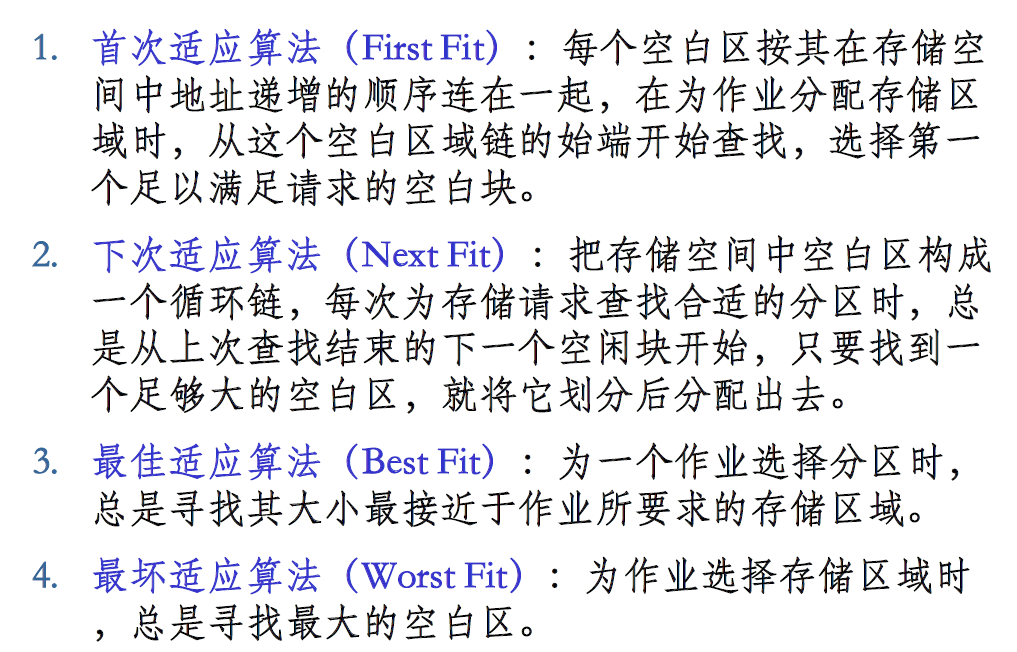 1. 首次适应算法（First Fit）：每个空白区按其在存储空
间中地址递增的顺序连在一起，在为作业分配存储区
域时，从这个空白区域链的始端开始查找，选择第一
个足以满足请求的空白块。
2. 下次适应算法（Next Fit）：把存储空间中空白区构成
一个循环链，每次为存储请求查找合适的分区时，总
是从上次查找结束的下一个空闲块开始，只要找到一
个足够大的空白区，就将它划分后分配出去。
3. 最佳适应算法（Best Fit）：为一个作业选择分区时，
总是寻找其大小最接近于作业所要求的存储区域。
4. 最坏适应算法（Worst Fit）：为作业选择存储区域时
，总是寻找最大的空白区。